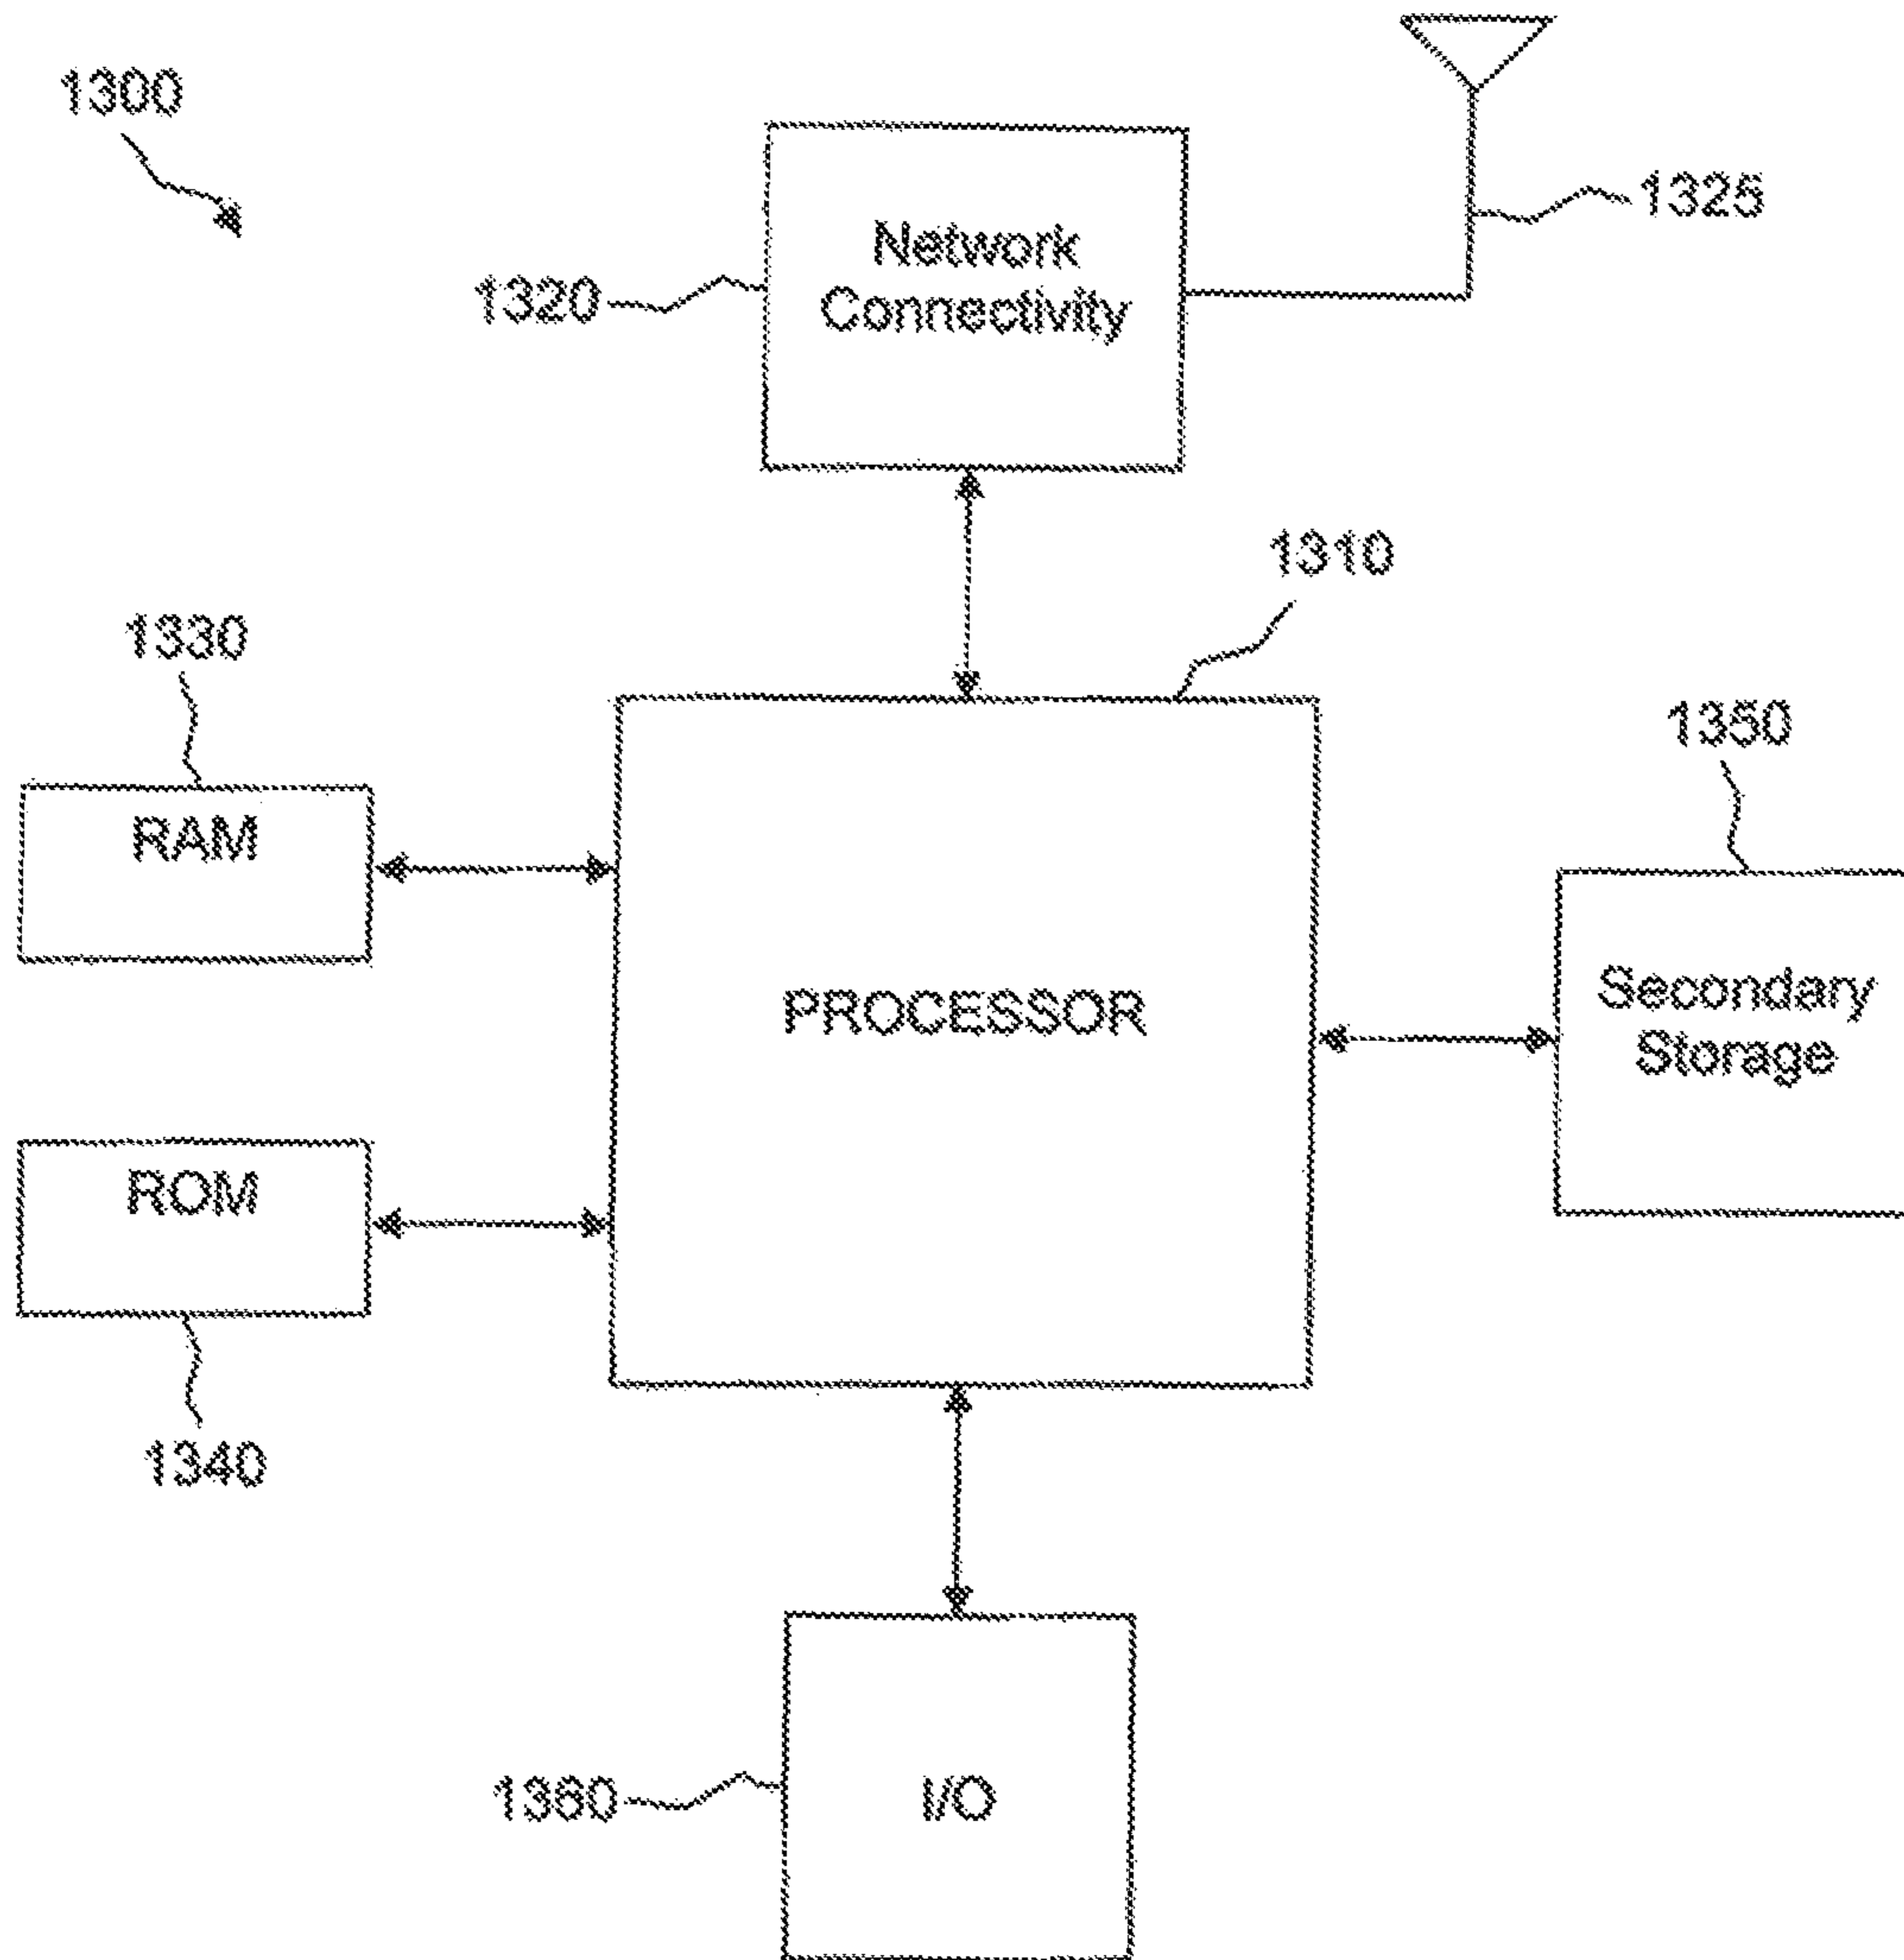 1300
1325
Network
1320
Connectivity
1310
1330
1350
RAM
Secondary
PROCESSOR
Storage
ROM
1340
1360
I/O